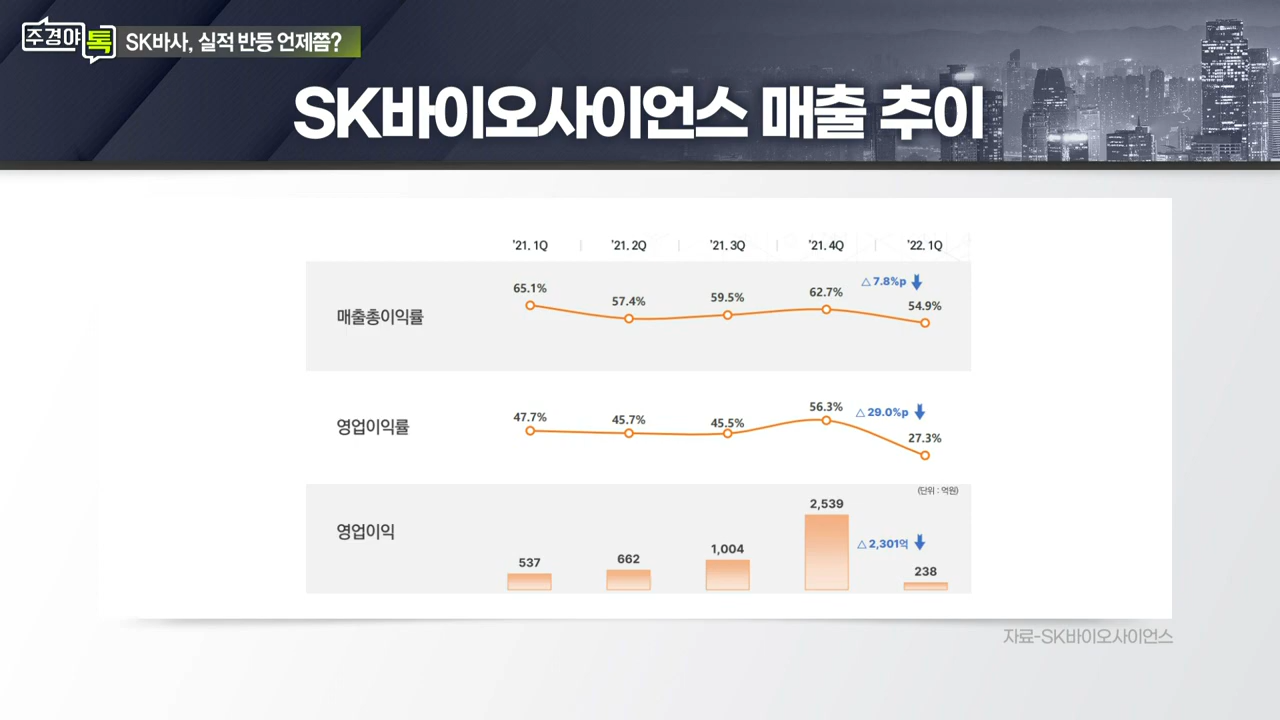 주경야톡 SK바사, 실적 반등 언제쯤?
SK바이오사이언스 매출 추이
'21. 1Q '21. 2Q '21. 3Q '21. 4Q '22. 1Q
△ 7.8%p
65.1% 57.4% 59.5% 62.7% 54.9%
매출총이익률
47.7% 45.7% 45.5% 56.3% △ 29.0%p
영업이익률
27.3%
(단위 : 억원)
2,539
영업이익
537 662 1,004 △ 2,301억
238
자료-SK바이오사이언스